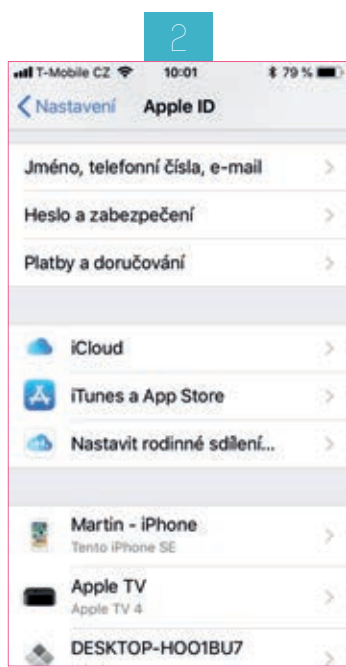 2
T-Mobile CZ 10:01 79 %
Nastavení Apple ID
Jméno, telefonní čísla, e-mail
Heslo a zabezpečení
Platby a doručování
iCloud
iTunes a App Store
Nastavit rodinné sdílení...
Martin - iPhone
Tento iPhone SE
Apple TV
Apple TV 4
DESKTOP-HOO1BU7